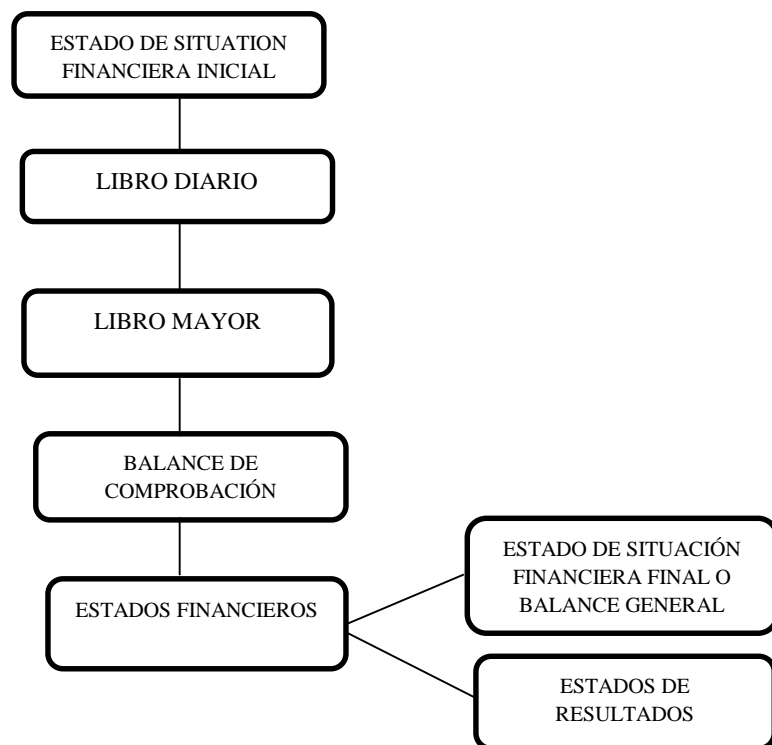 ESTADO DE SITUATION
FINANCIERA INICIAL
LIBRO DIARIO
LIBRO MAYOR
BALANCE DE
COMPROBACIÓN
ESTADOS FINANCIEROS
ESTADO DE SITUACIÓN
FINANCIERA FINAL O
BALANCE GENERAL
ESTADOS DE
RESULTADOS